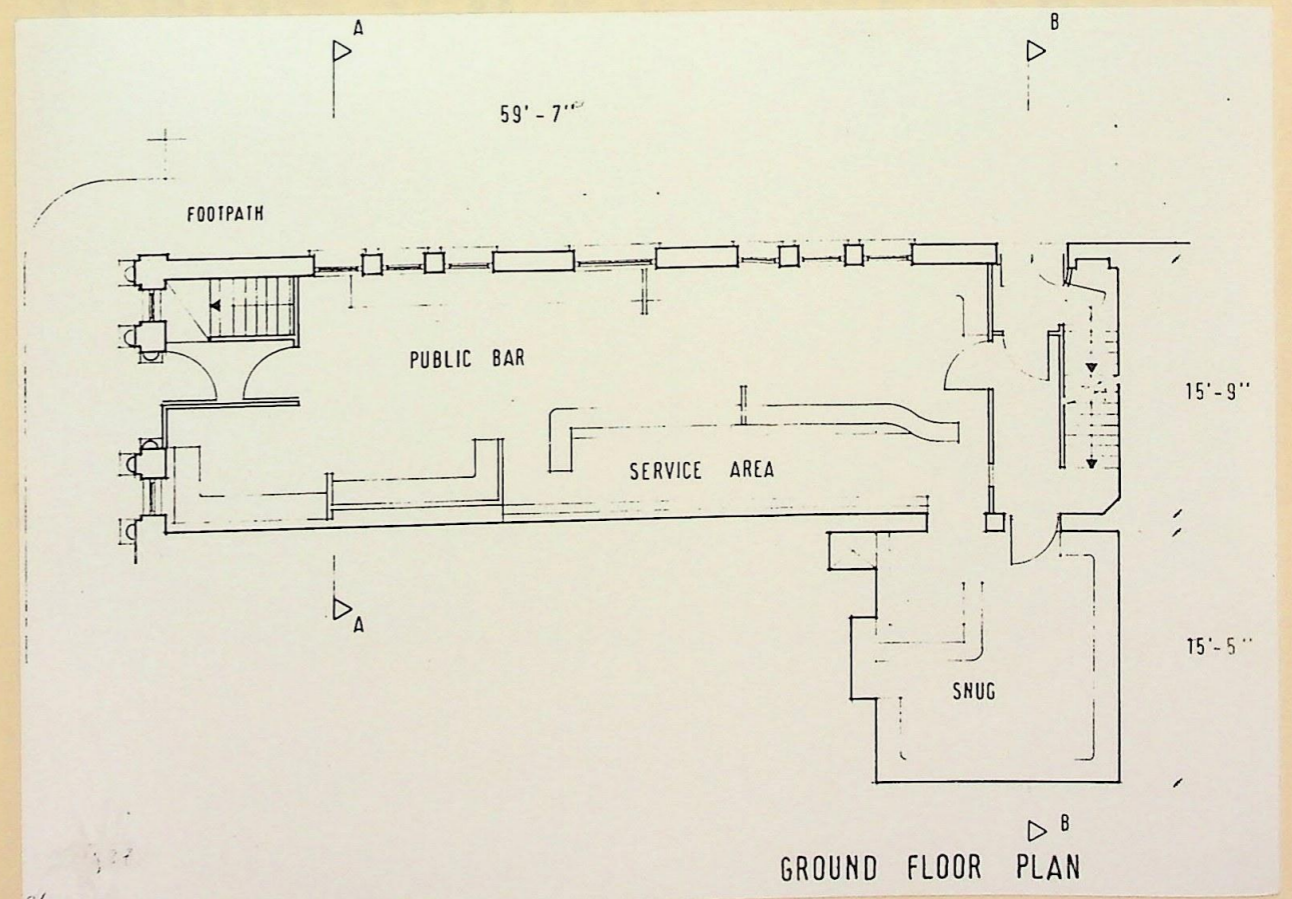 A
B
59'-7"
FOOTPATH
PUBLIC BAR
15'-9"
SERVICE AREA
A
15'-5"
SNUG
B
GROUND FLOOR PLAN